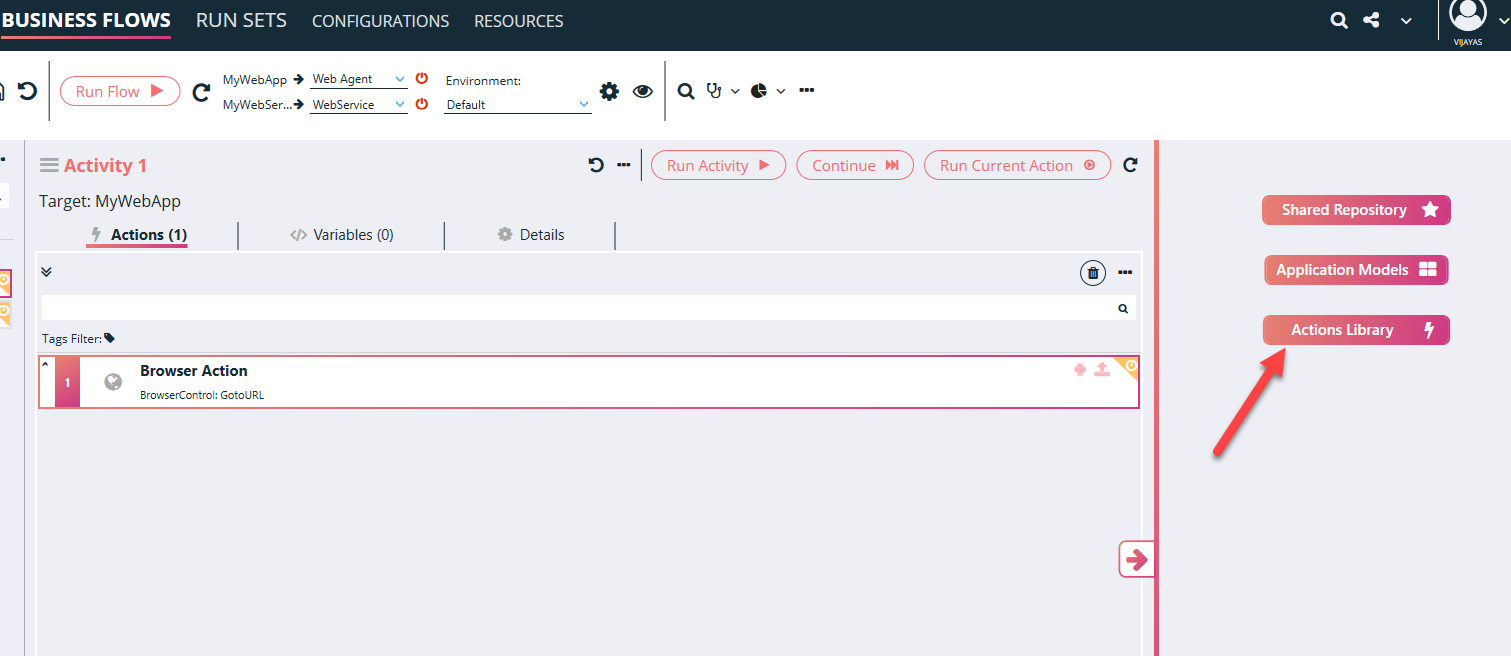 BUSINESS FLOWS RUN SETS CONFIGURATIONS RESOURCES
VIJAYAS
Run Flow
MyWebApp Web Agent
MyWebSer... WebService
Environment:
Default
Activity 1
Run Activity Continue Run Current Action
Target: MyWebApp
Actions (1) Variables (0) Details
Tags Filter:
1
Browser Action
BrowserControl: GotoURL
Shared Repository
Application Models
Actions Library